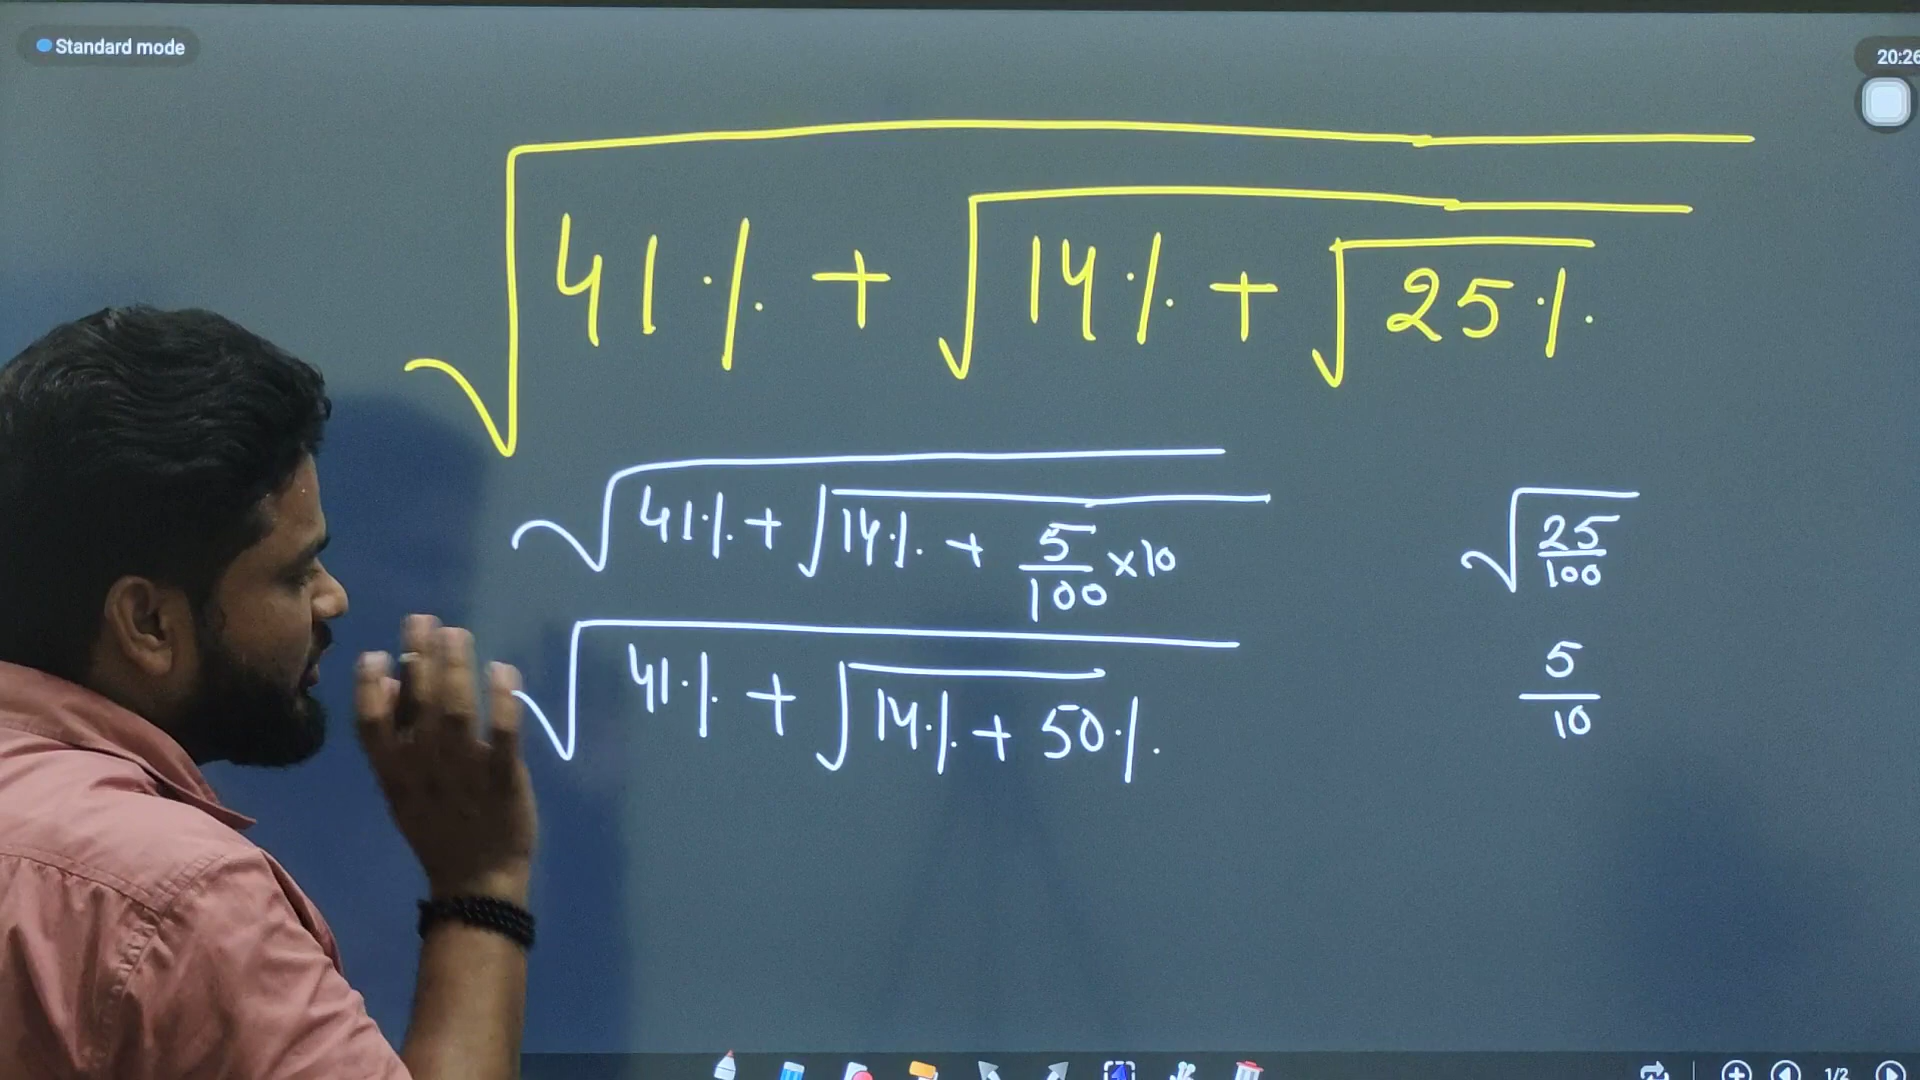 Standard mode
20:26
√(41% + √(14% + √(25%
√(41% + √(14% + 5/100 ×10
√(25/100
√(41% + √(14% + 50%
5/10
1/2